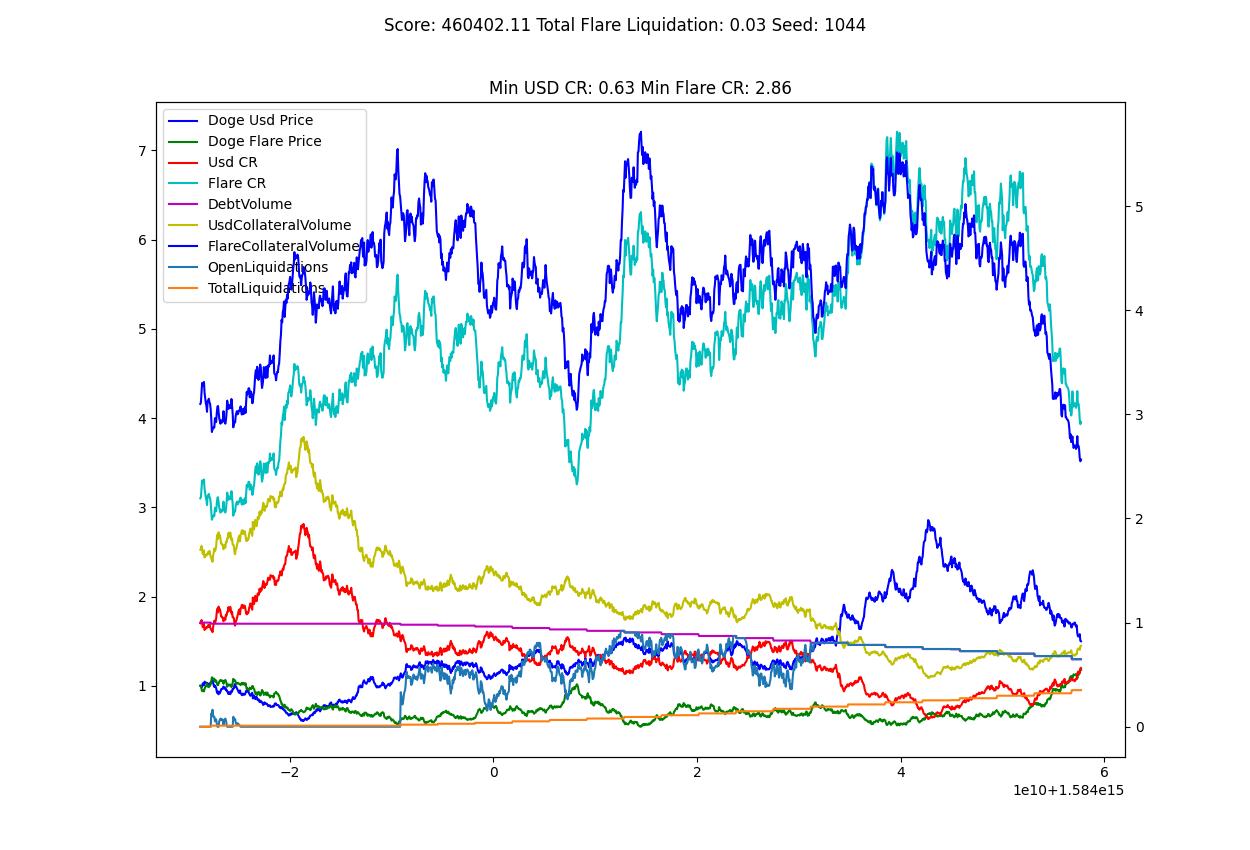 Score: 460402.11 Total Flare Liquidation: 0.03 Seed: 1044
Min USD CR: 0.63 Min Flare CR: 2.86
Doge Usd Price
Doge Flare Price
Usd CR
Flare CR
DebtVolume
UsdCollateralVolume
FlareCollateralVolume
OpenLiquidations
TotalLiquidations
7
6
5
4
3
2
1
5
4
3
2
1
0
−2 0 2 4 6
1e10+1.584e15